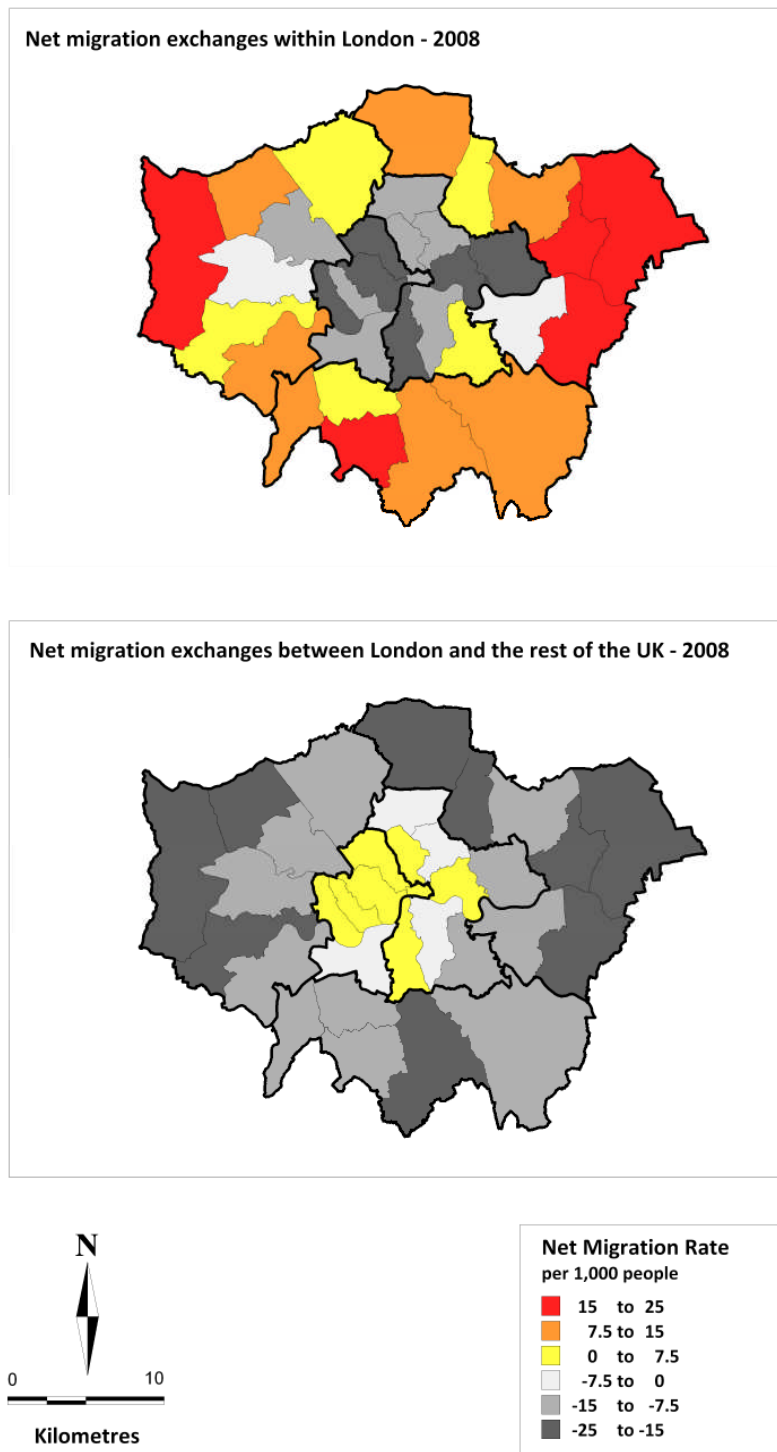 Net migration exchanges within London - 2008
Net migration exchanges between London and the rest of the UK - 2008
N
0 10
Kilometres
Net Migration Rate
per 1,000 people
15 to 25
7.5 to 15
0 to 7.5
-7.5 to 0
-15 to -7.5
-25 to -15